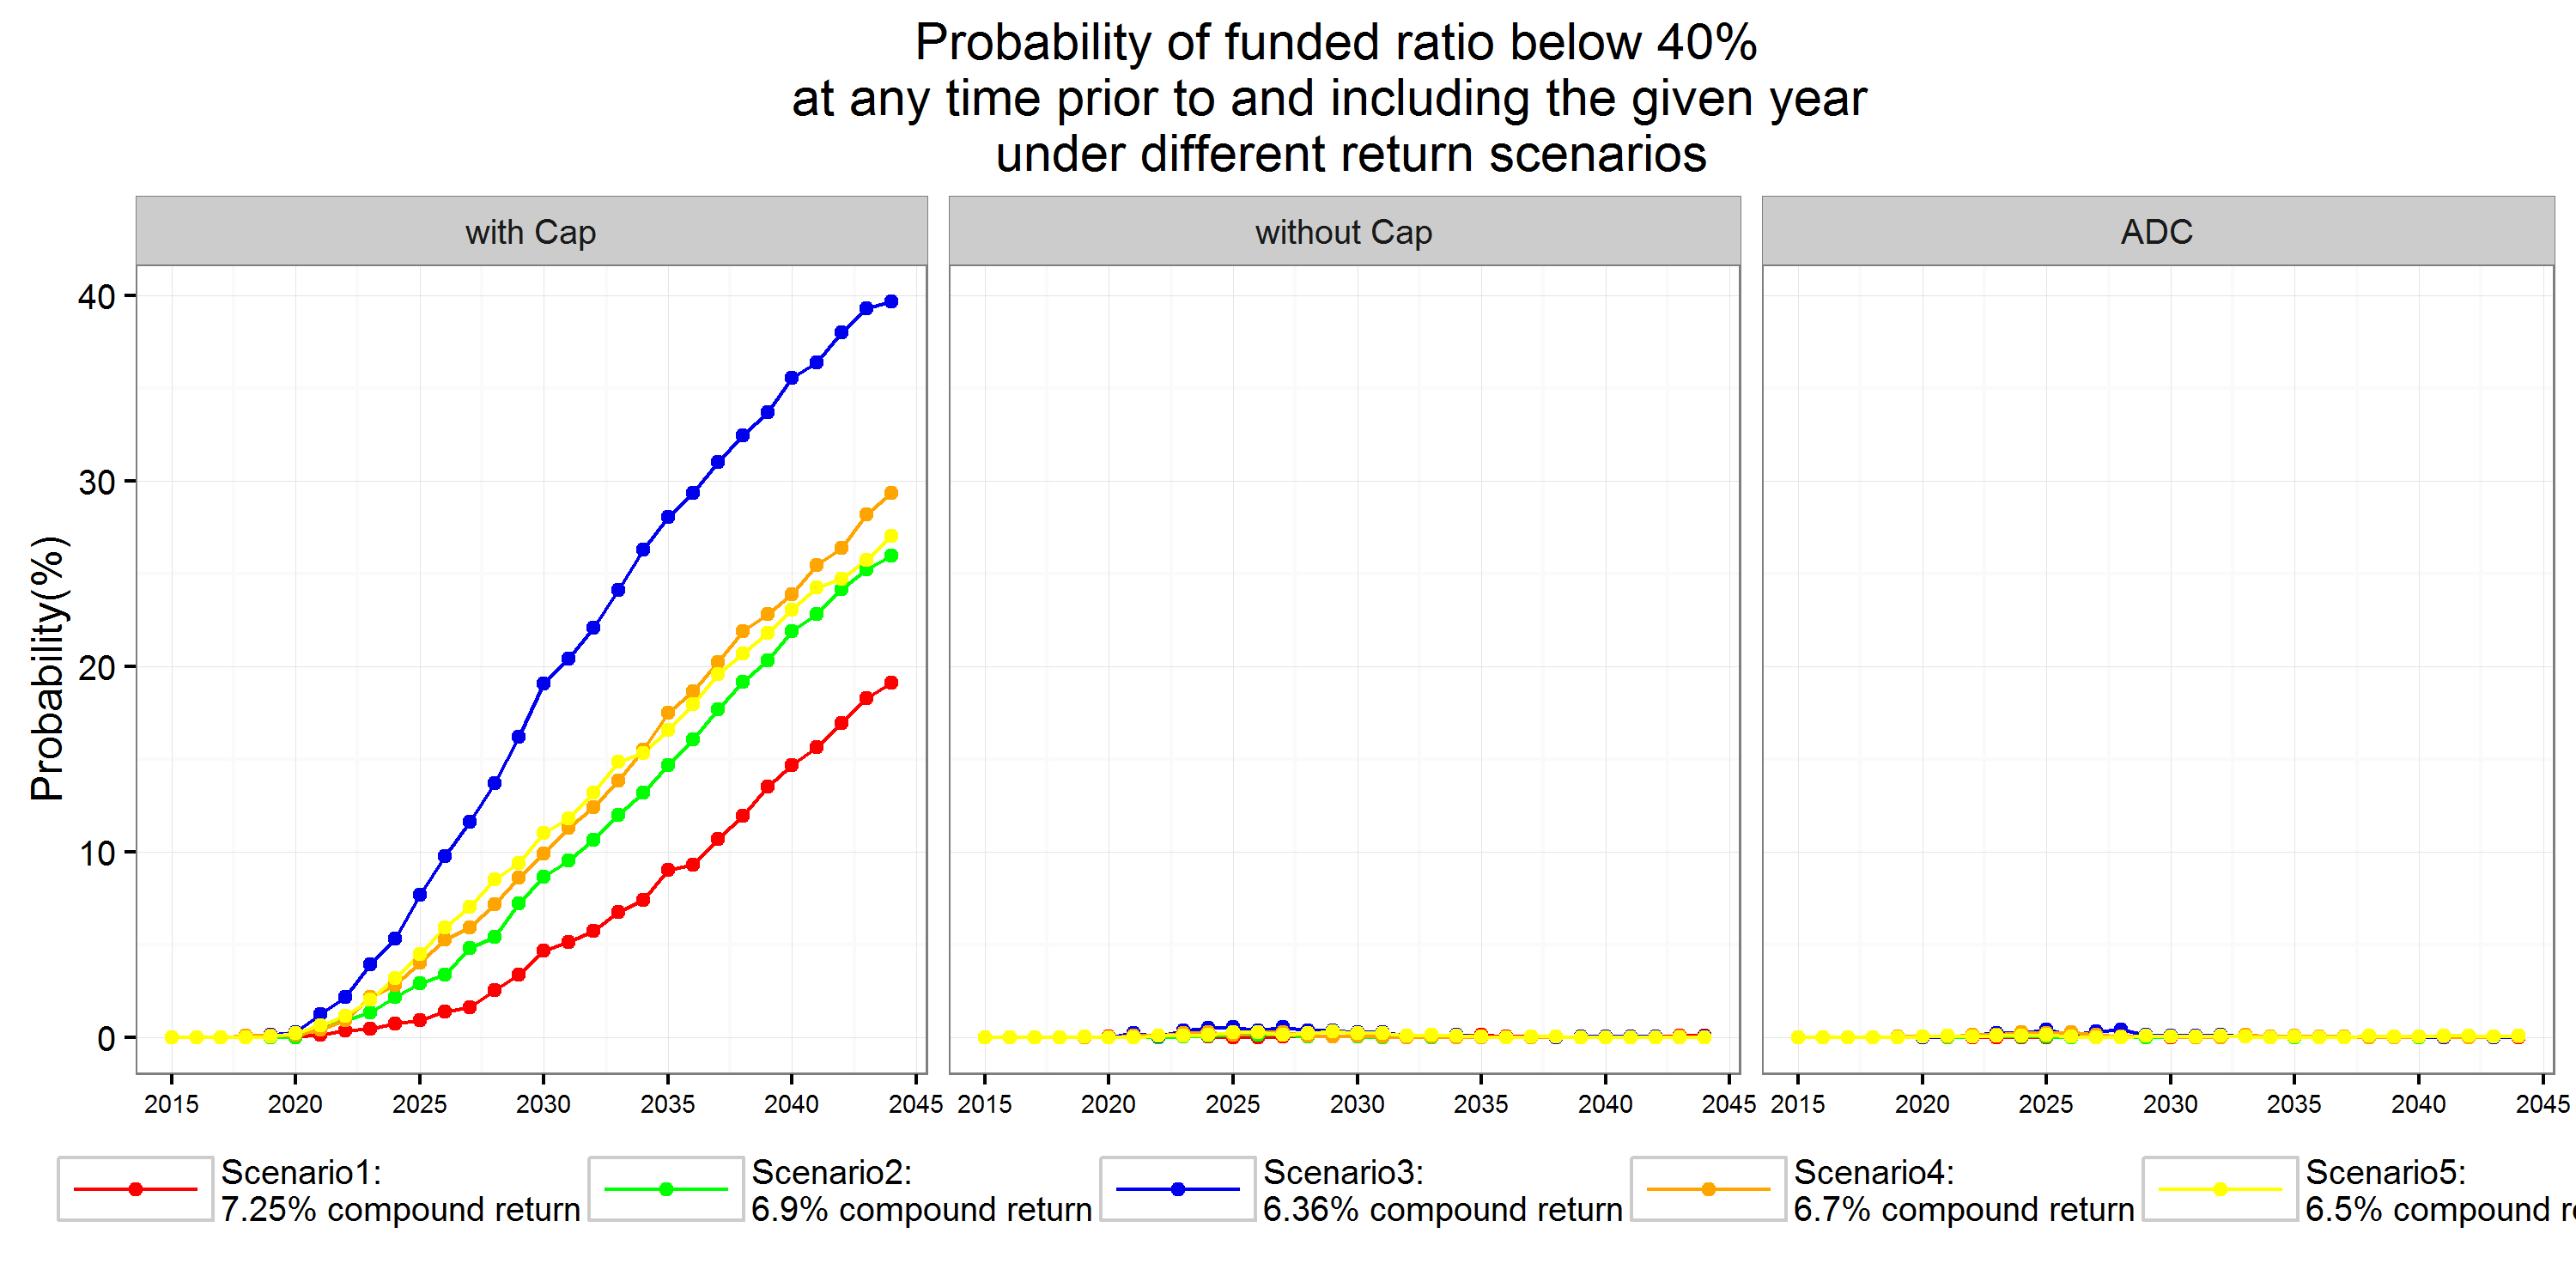 Probability of funded ratio below 40%
at any time prior to and including the given year
under different return scenarios
with Cap
without Cap
ADC
Probability(%)
40
30
20
10
0
2015 2020 2025 2030 2035 2040 2045
2015 2020 2025 2030 2035 2040 2045
2015 2020 2025 2030 2035 2040 2045
Scenario1:
7.25% compound return
Scenario2:
6.9% compound return
Scenario3:
6.36% compound return
Scenario4:
6.7% compound return
Scenario5:
6.5% compound